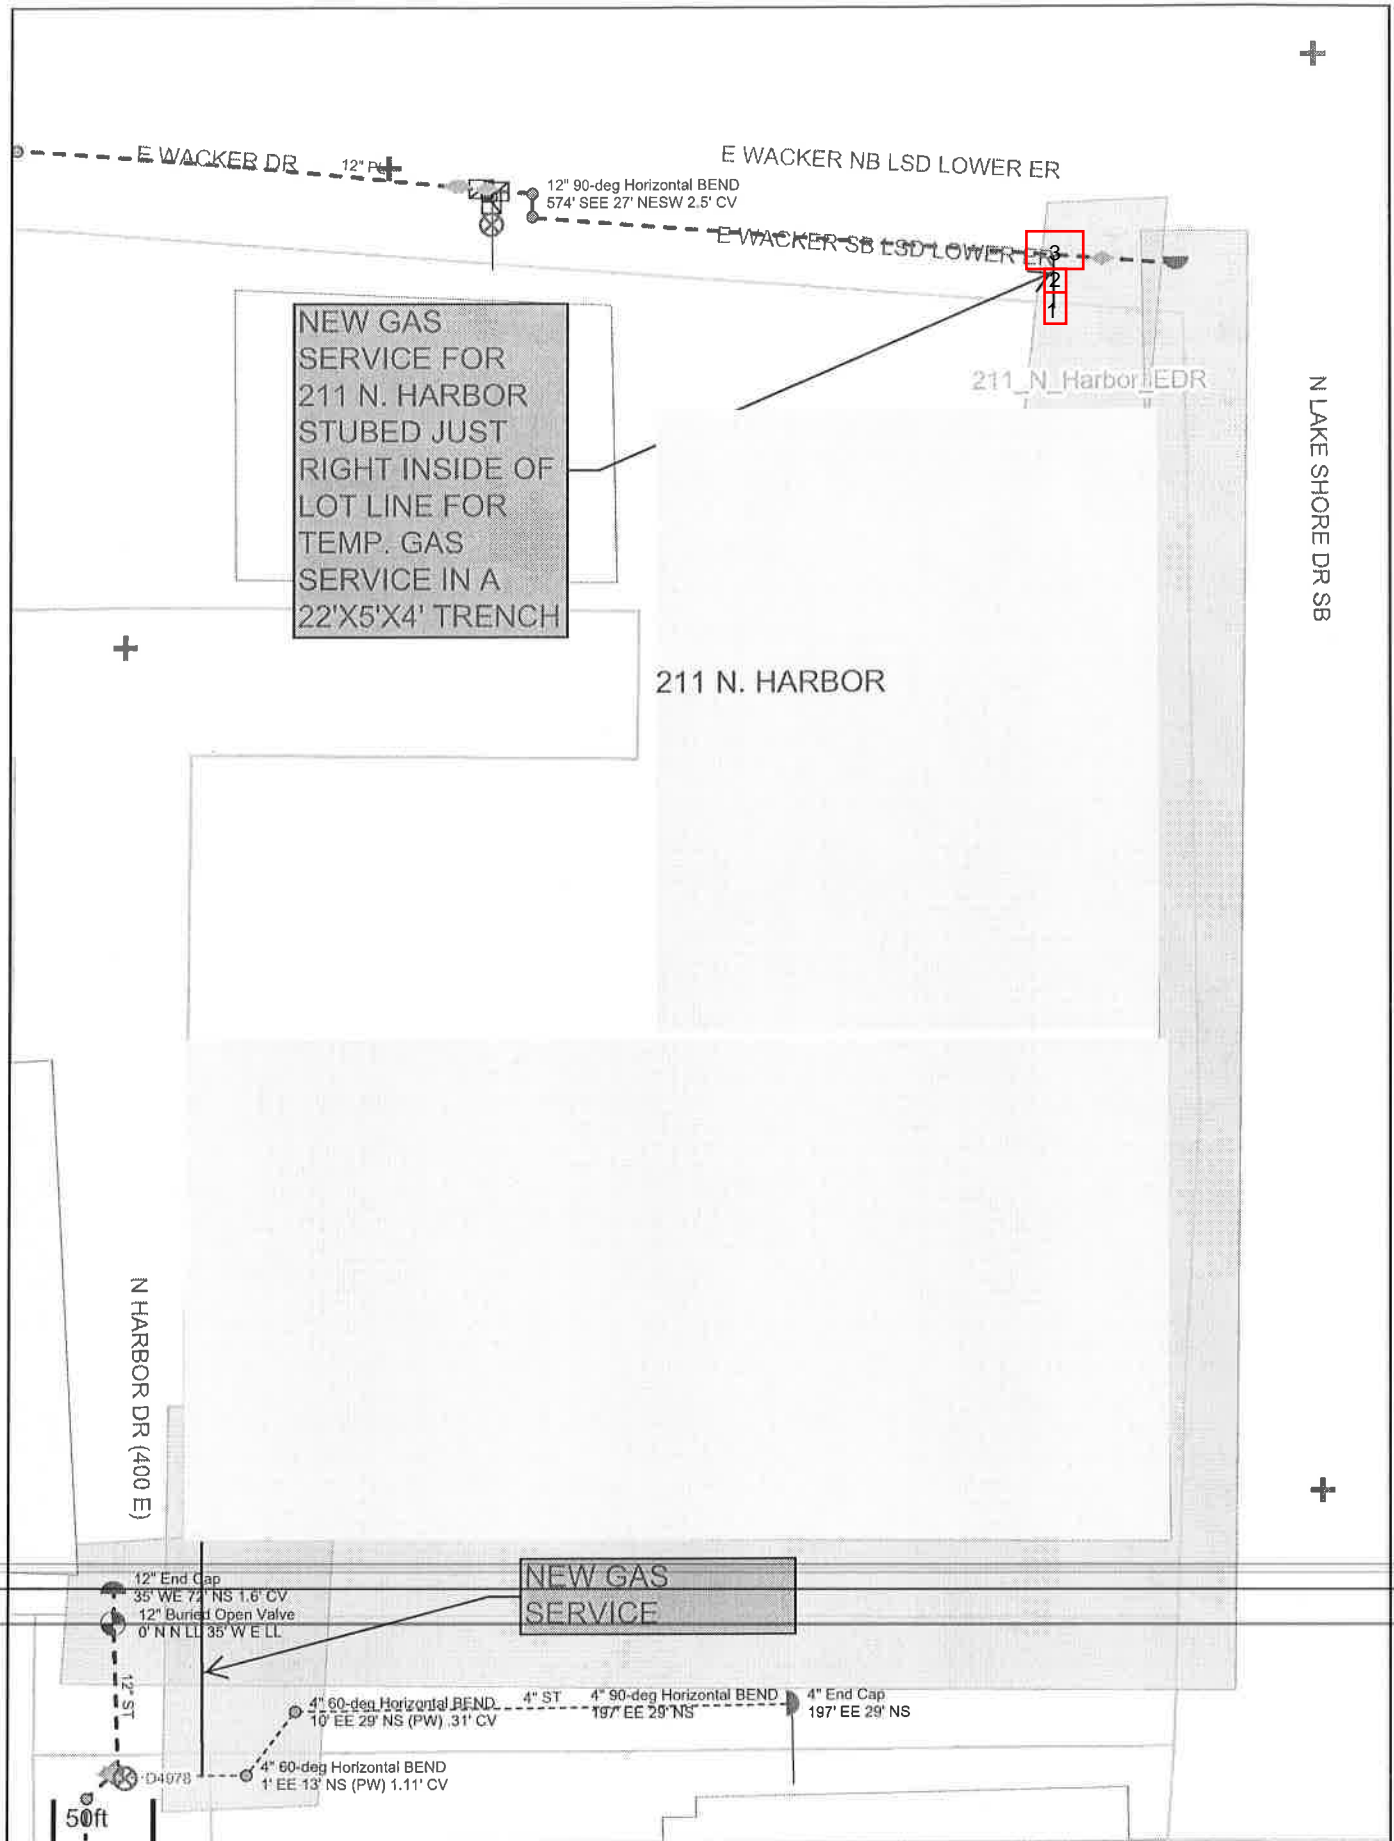 E WACKER DR
12"
E WACKER NB LSD LOWER ER
12" 90-deg Horizontal BEND
574' SEE 27' NESW 2.5' CV
E WACKER SB LSD LOWER ER
3
2
1
NEW GAS
SERVICE FOR
211 N. HARBOR
STUBED JUST
RIGHT INSIDE OF
LOT LINE FOR
TEMP. GAS
SERVICE IN A
22'X5'X4' TRENCH
211_N_Harbor_EDR
N LAKE SHORE DR SB
211 N. HARBOR
N HARBOR DR (400 E)
12" End Cap
35' WE 72' NS 1.6' CV
12" Buried Open Valve
0' N N LL 35' W E LL
NEW GAS
SERVICE
12" ST
4" 60-deg Horizontal BEND
10' EE 29' NS (PW) .31' CV
4" ST
4" 90-deg Horizontal BEND
197' EE 29' NS
4" End Cap
197' EE 29' NS
D4978
4" 60-deg Horizontal BEND
1' EE 13' NS (PW) 1.11' CV
50ft